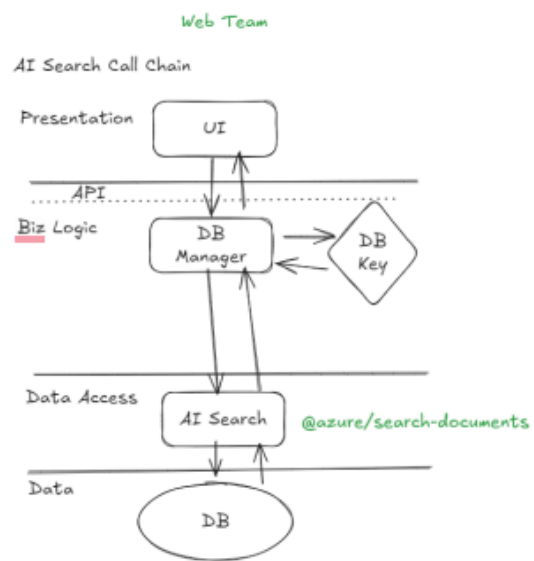 Web Team
AI Search Call Chain
Presentation
UI
API
Biz Logic
DB
Manager
DB
Key
Data Access
AI Search
@azure/search-documents
Data
DB